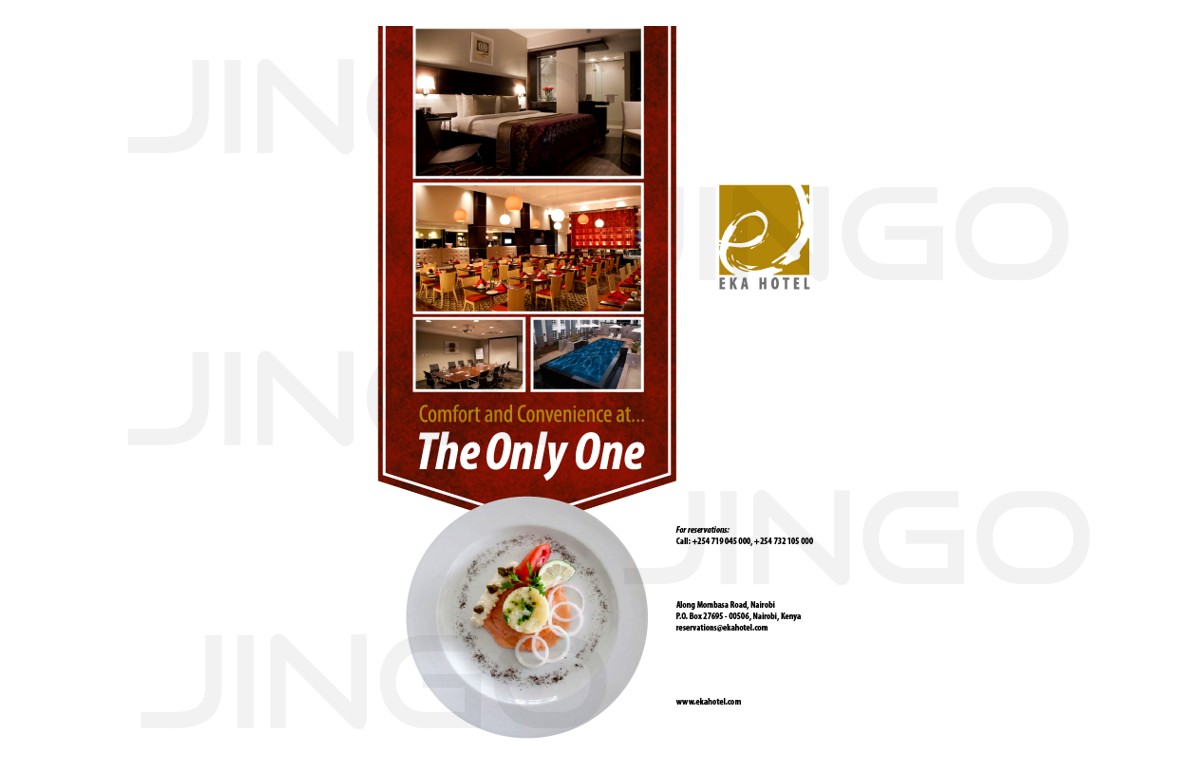 JINGO
JINGO
EKA HOTEL
JINGO
Comfort and Convenience at...
The Only One
JINGO
For reservations:
Call: +254 719 045 000, +254 732 105 000
Along Mombasa Road, Nairobi
P.O. Box 27695 - 00506, Nairobi, Kenya
reservations@ekahotel.com
JINGO
www.ekahotel.com